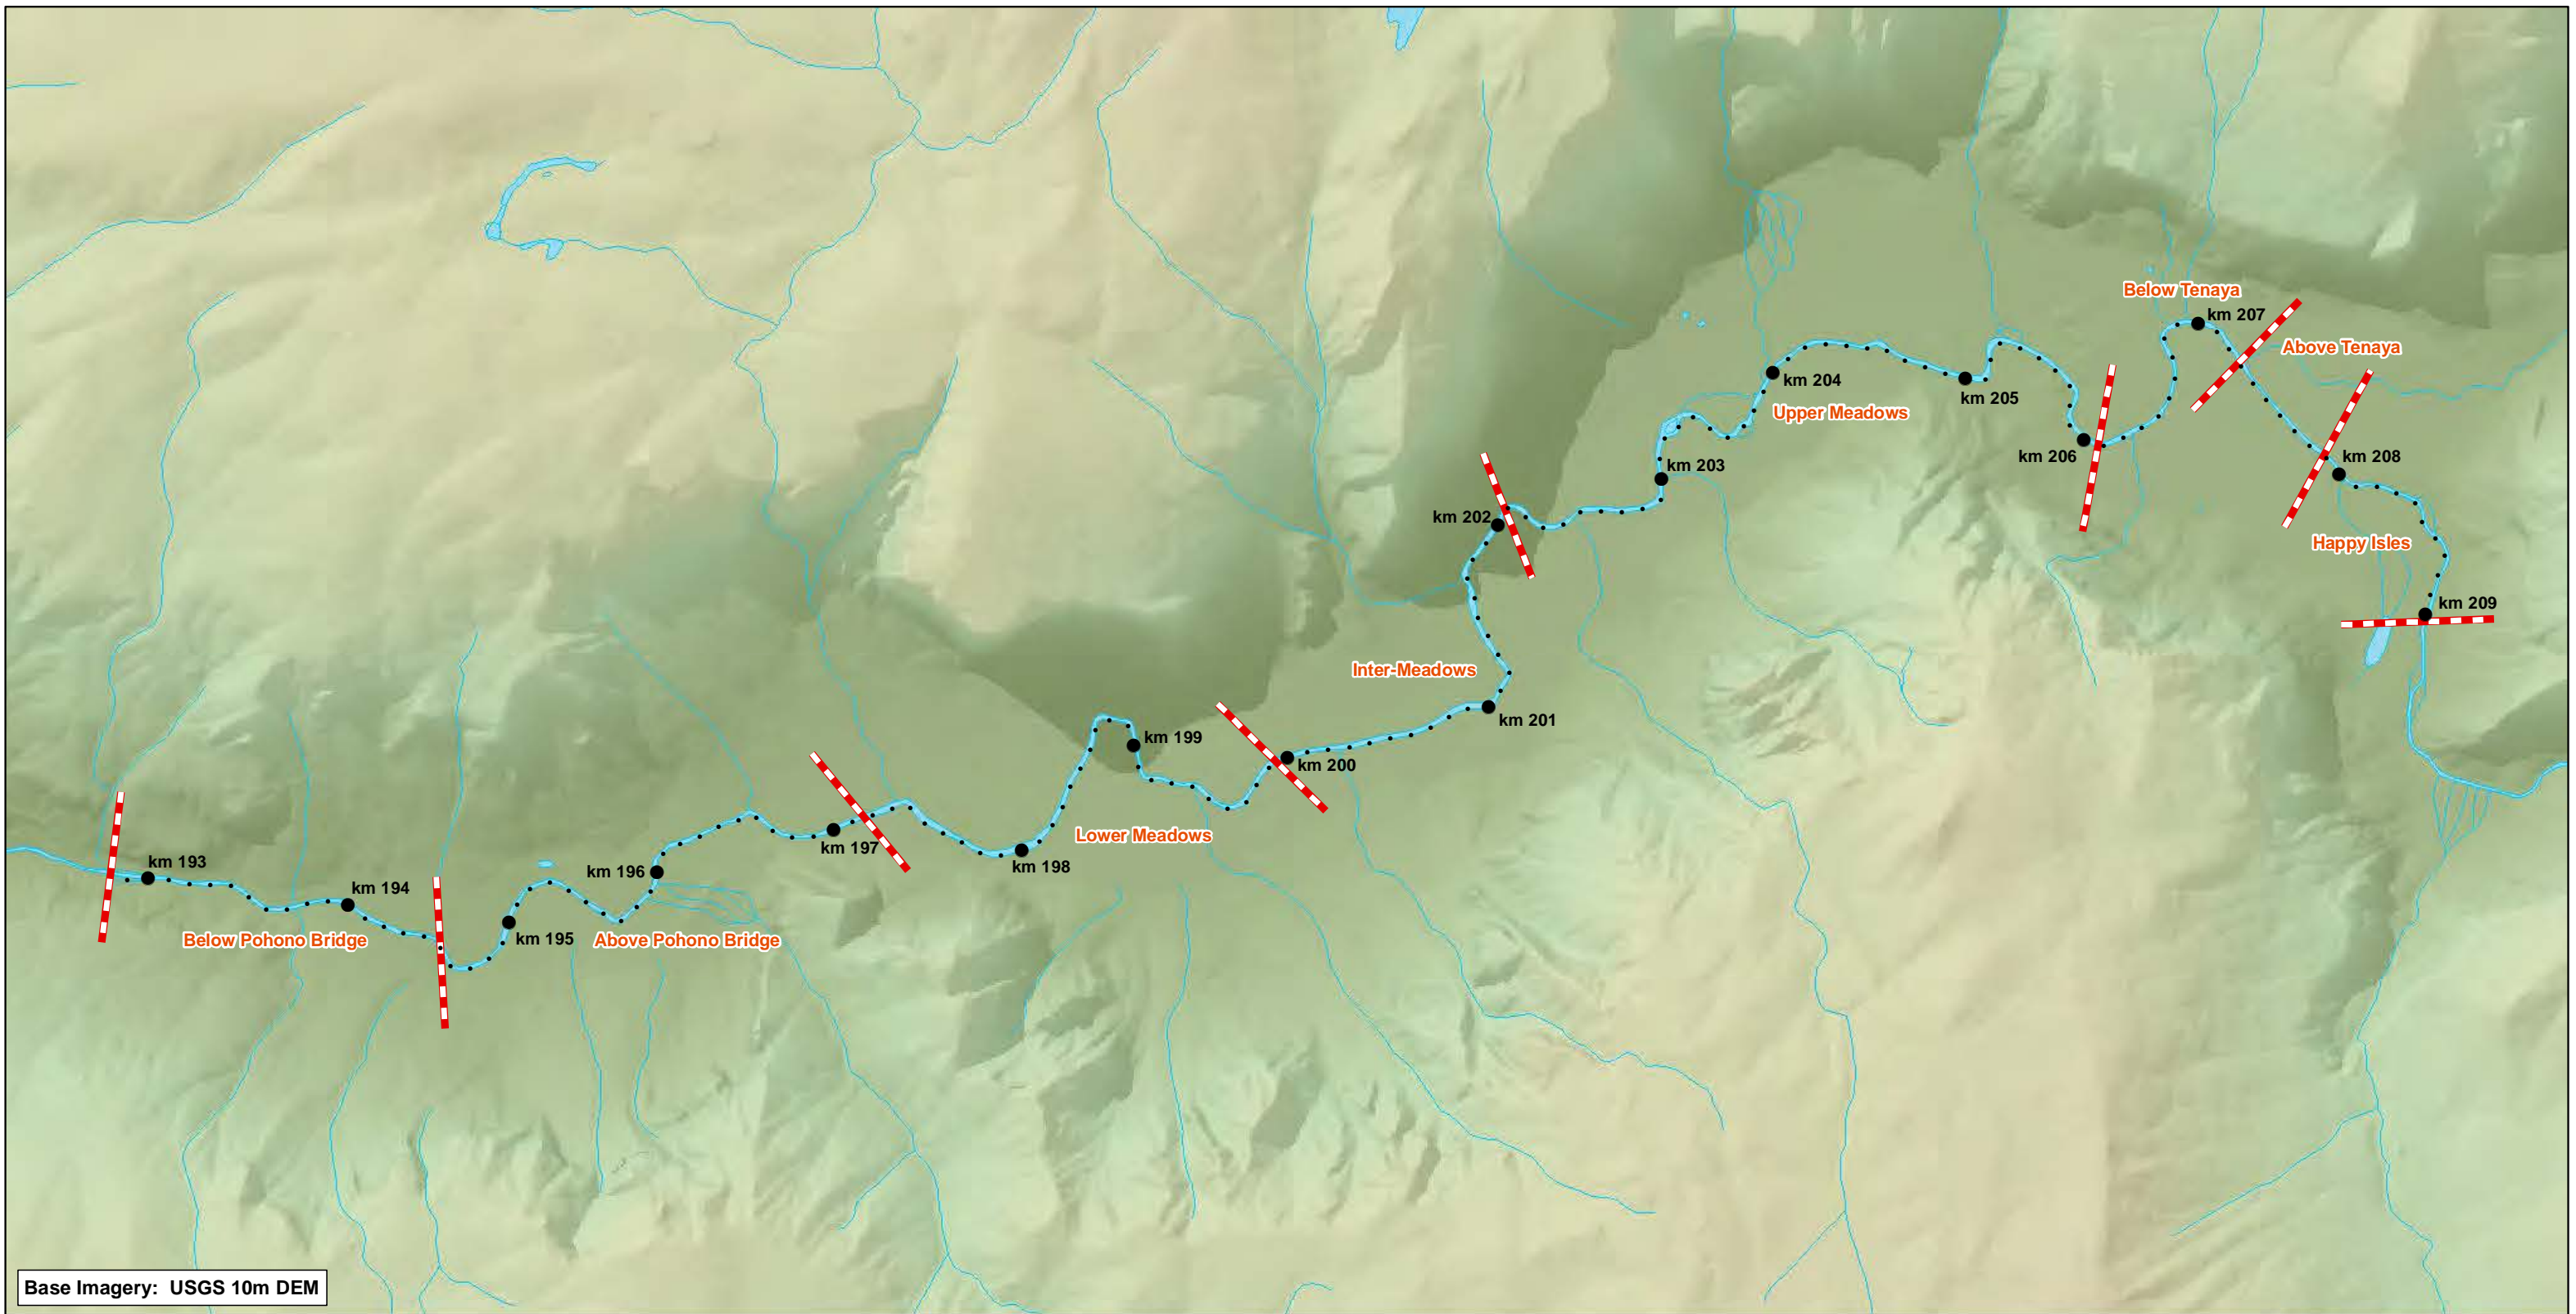 Below Tenaya
km 207
Above Tenaya
km 204
Upper Meadows
km 205
km 206
km 208
km 203
km 202
Happy Isles
km 209
Inter-Meadows
km 201
km 199
km 200
Lower Meadows
km 197
km 198
km 193
km 194
km 196
km 195
Below Pohono Bridge
Above Pohono Bridge
Base Imagery: USGS 10m DEM